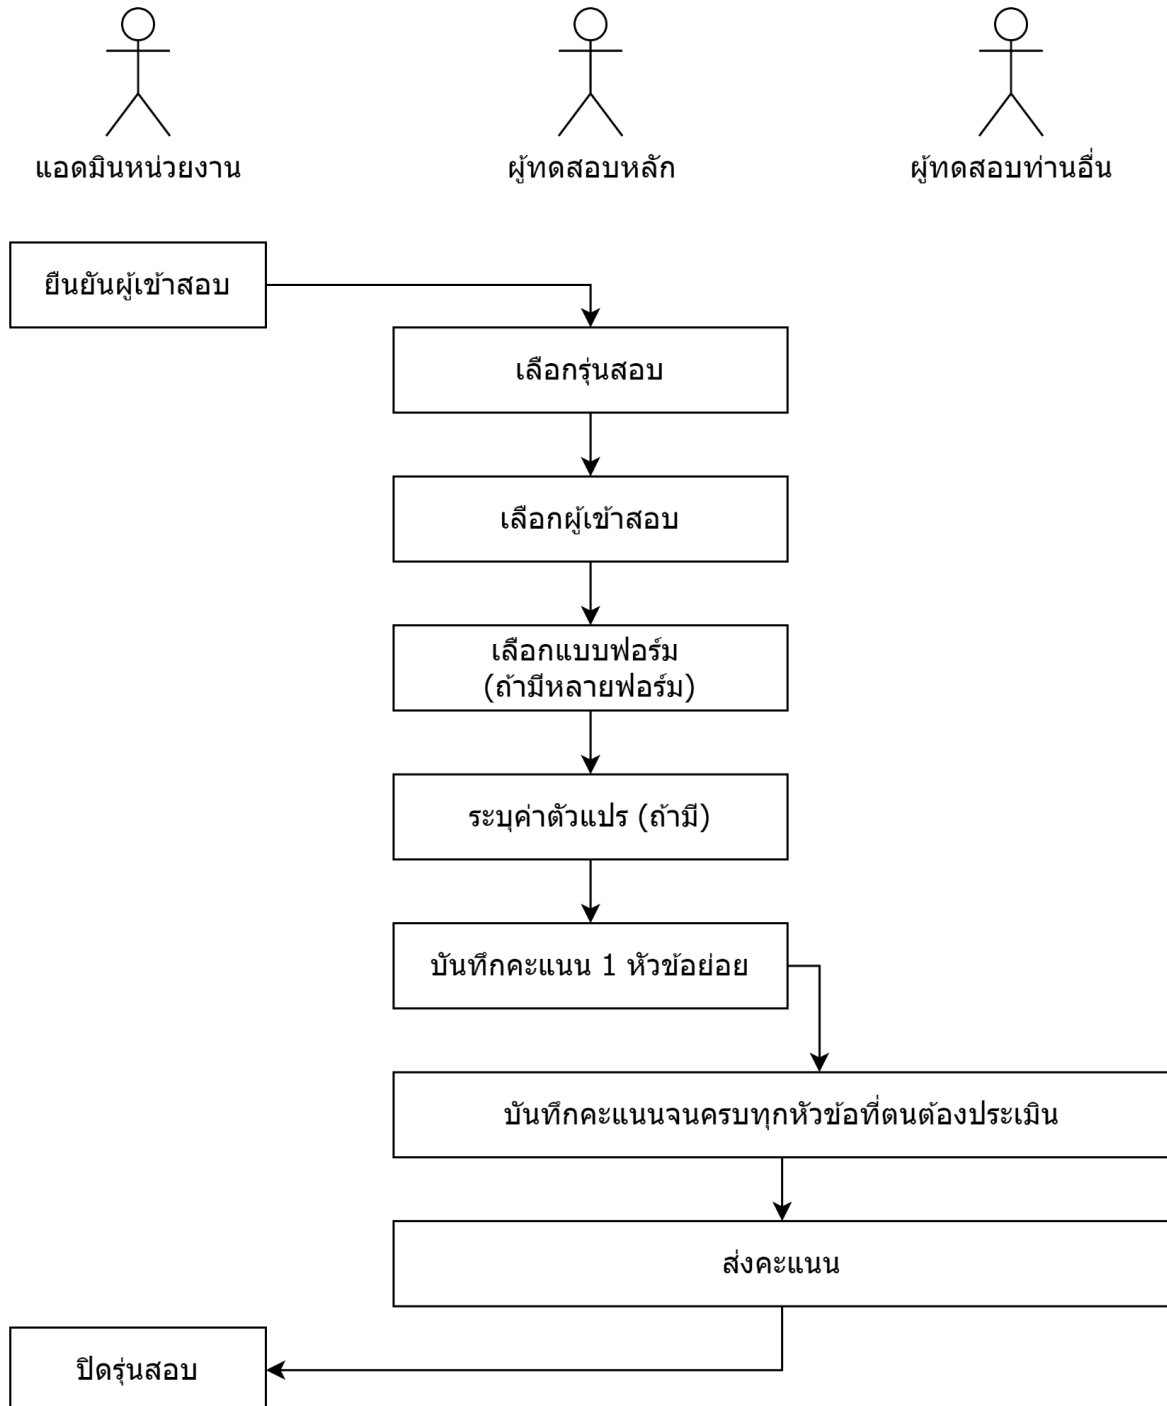 แอดมินหน่วยงาน
ผู้ทดสอบหลัก
ผู้ทดสอบท่านอื่น
ยืนยันผู้เข้าสอบ
เลือกรุ่นสอบ
เลือกผู้เข้าสอบ
เลือกแบบฟอร์ม
(ถ้ามีหลายฟอร์ม)
ระบุค่าตัวแปร (ถ้ามี)
บันทึกคะแนน 1 หัวข้อย่อย
บันทึกคะแนนจนครบทุกหัวข้อที่ตนต้องประเมิน
ส่งคะแนน
ปิดรุ่นสอบ